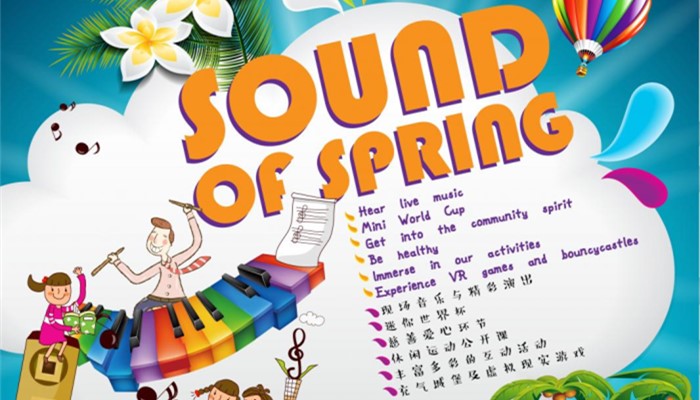 SOUND
OF SPRING
Hear live music
Mini World Cup
Get into the community spirit
Be healthy
Immerse in our activities
Experience VR games and bouncycastles
现场音乐与精彩演出
迷你世界杯
慈善爱心环节
休闲运动公开课
丰富多彩的互动活动
充气城堡及虚拟现实游戏